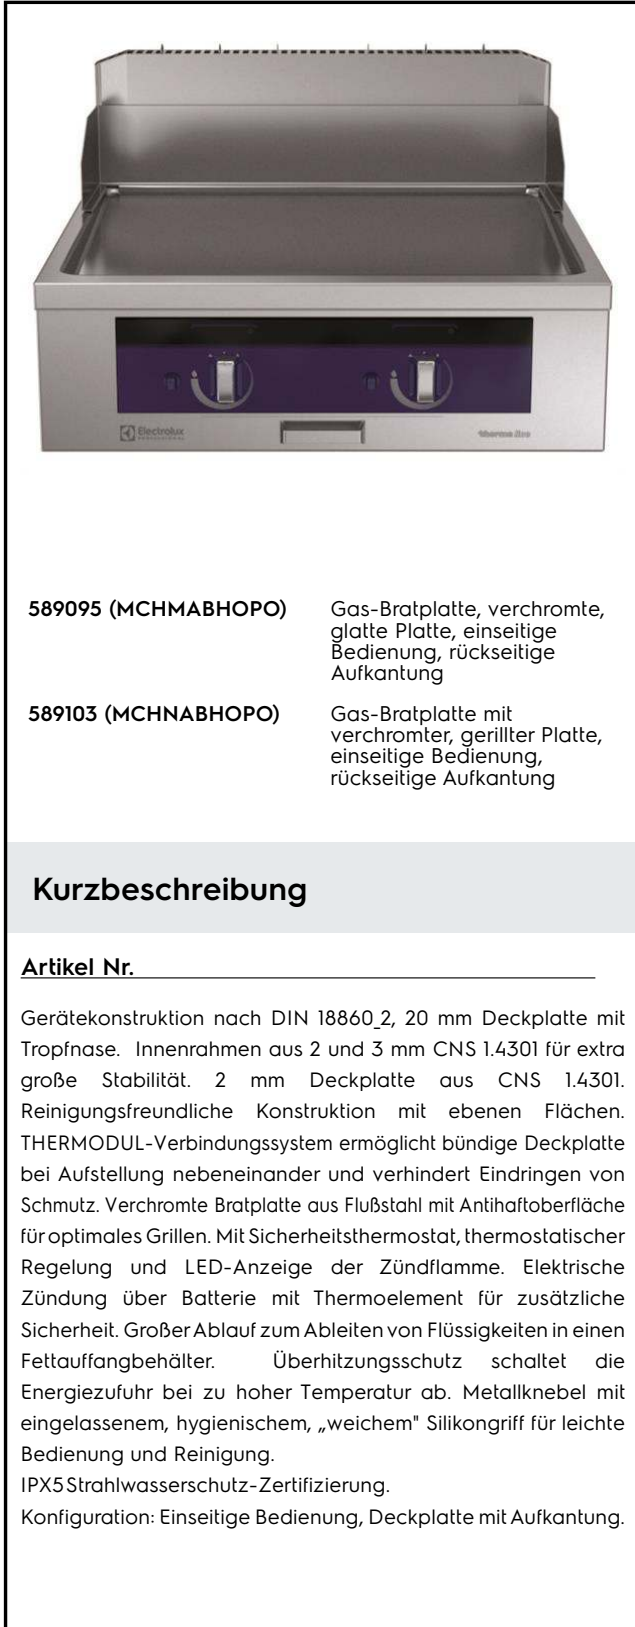 Electrolux
PROFESSIONAL
thermaline
589095 (MCHMABHOPO)
Gas-Bratplatte, verchromte,
glatte Platte, einseitige
Bedienung, rückseitige
Aufkantung
589103 (MCHNABHOPO)
Gas-Bratplatte mit
verchromter, gerillter Platte,
einseitige Bedienung,
rückseitige Aufkantung
Kurzbeschreibung
Artikel Nr.
Gerätekonstruktion nach DIN 18860_2, 20 mm Deckplatte mit
Tropfnase. Innenrahmen aus 2 und 3 mm CNS 1.4301 für extra
große Stabilität. 2 mm Deckplatte aus CNS 1.4301.
Reinigungsfreundliche Konstruktion mit ebenen Flächen.
THERMODUL-Verbindungssystem ermöglicht bündige Deckplatte
bei Aufstellung nebeneinander und verhindert Eindringen von
Schmutz. Verchromte Bratplatte aus Flußstahl mit Antihaftoberfläche
für optimales Grillen. Mit Sicherheitsthermostat, thermostatischer
Regelung und LED-Anzeige der Zündflamme. Elektrische
Zündung über Batterie mit Thermoelement für zusätzliche
Sicherheit. Großer Ablauf zum Ableiten von Flüssigkeiten in einen
Fettauffangbehälter. Überhitzungsschutz schaltet die
Energiezufuhr bei zu hoher Temperatur ab. Metallknebel mit
eingelassenem, hygienischem, „weichem" Silikongriff für leichte
Bedienung und Reinigung.
IPX5 Strahlwasserschutz-Zertifizierung.
Konfiguration: Einseitige Bedienung, Deckplatte mit Aufkantung.